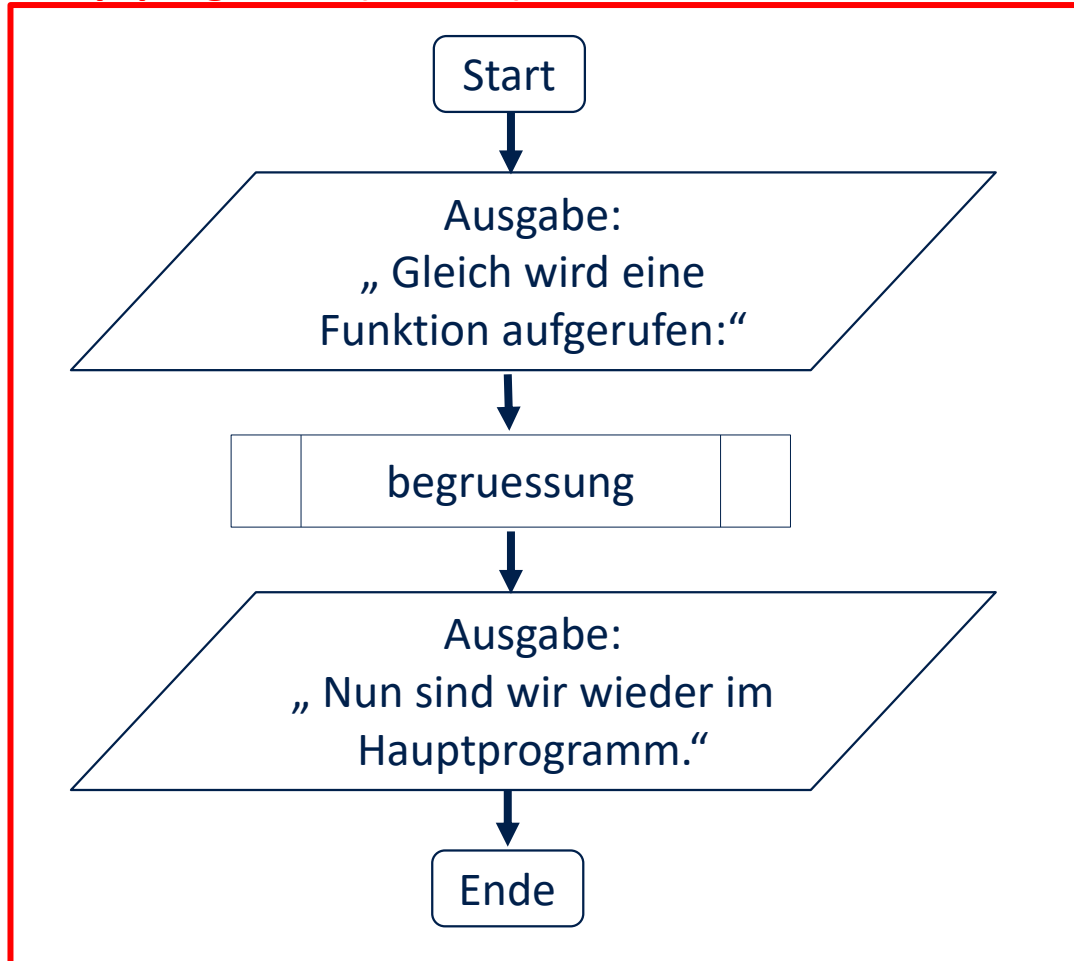 Start
Ausgabe:
„ Gleich wird eine
Funktion aufgerufen:“
begruessung
Ausgabe:
„ Nun sind wir wieder im
Hauptprogramm.“
Ende